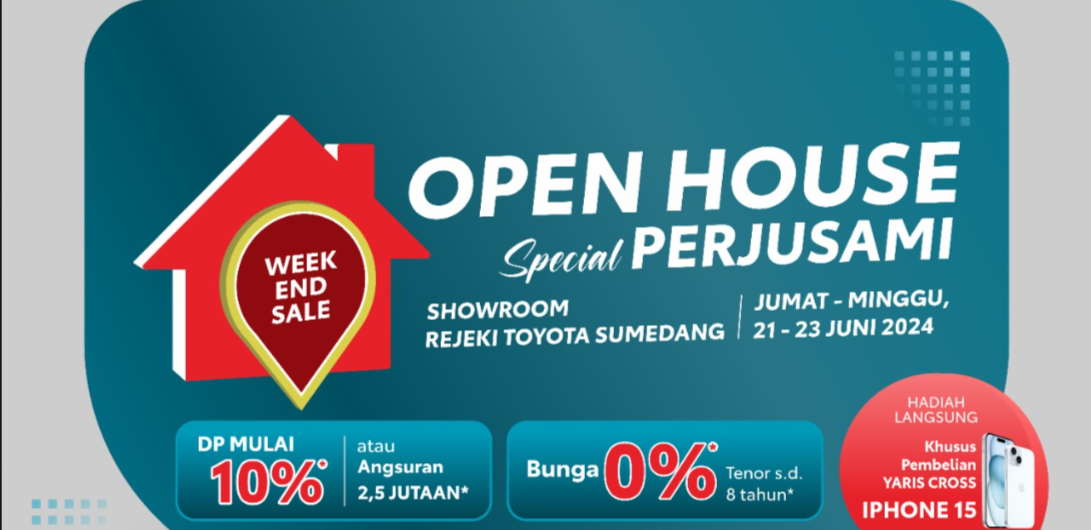 OPEN HOUSE
Special PERJUSAMI
WEEK
END
SALE
SHOWROOM
REJEKI TOYOTA SUMEDANG
JUMAT - MINGGU,
21 - 23 JUNI 2024
DP MULAI
10%*
atau
Angsuran
2,5 JUTAAN*
Bunga 0%*
Tenor s.d.
8 tahun*
HADIAH
LANGSUNG
Khusus
Pembelian
YARIS CROSS
IPHONE 15